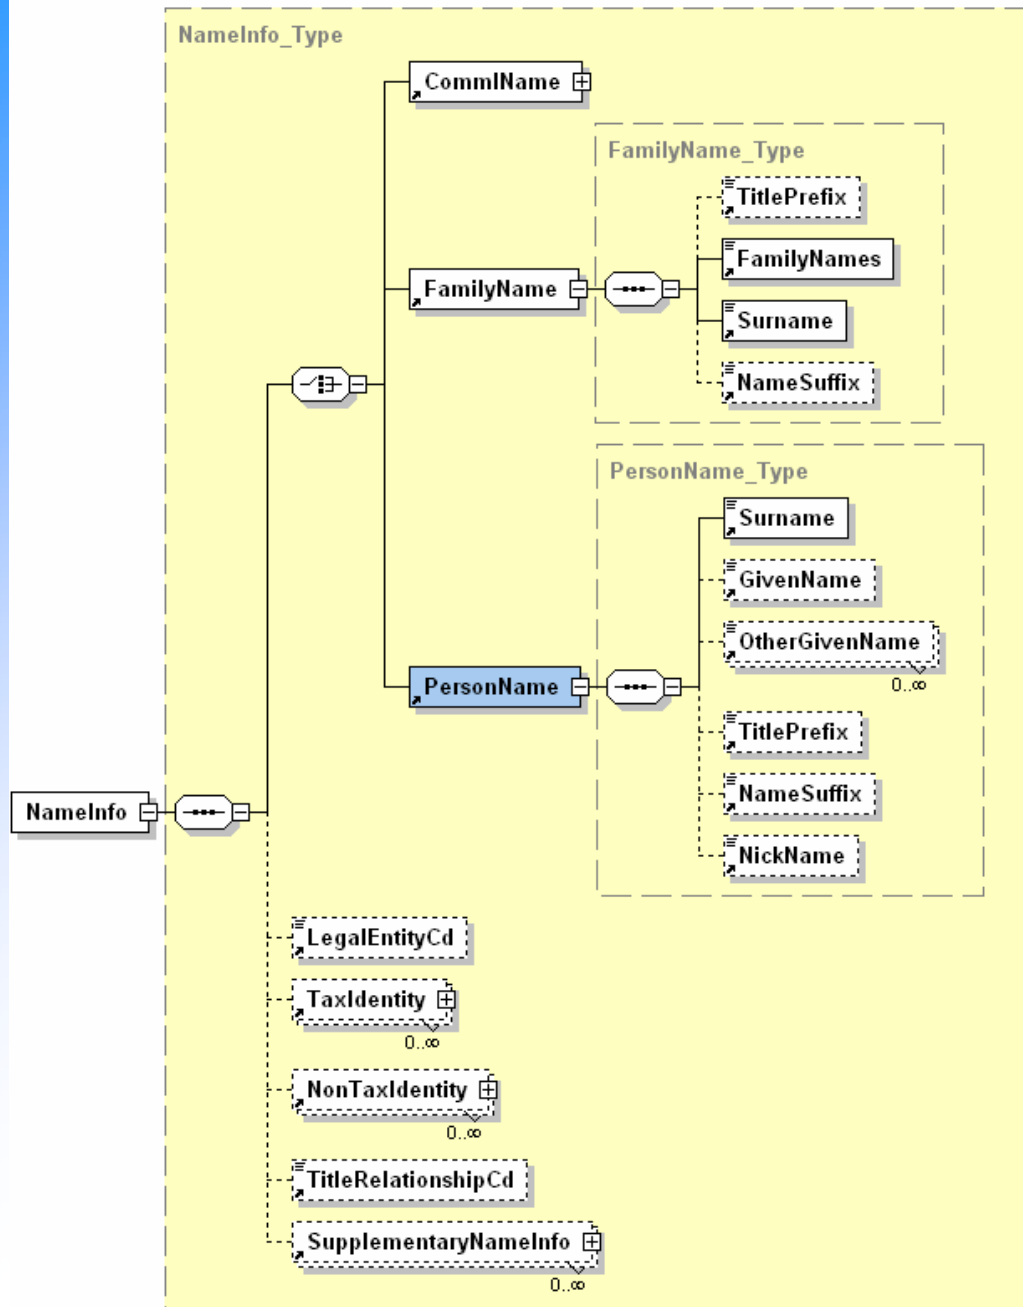 NameInfo_Type
CommlName
FamilyName_Type
TitlePrefix
FamilyNames
FamilyName
Surname
NameSuffix
PersonName_Type
Surname
GivenName
OtherGivenName
0..∞
PersonName
TitlePrefix
NameSuffix
NickName
NameInfo
LegalEntityCd
TaxIdentity
0..∞
NonTaxIdentity
0..∞
TitleRelationshipCd
SupplementaryNameInfo
0..∞